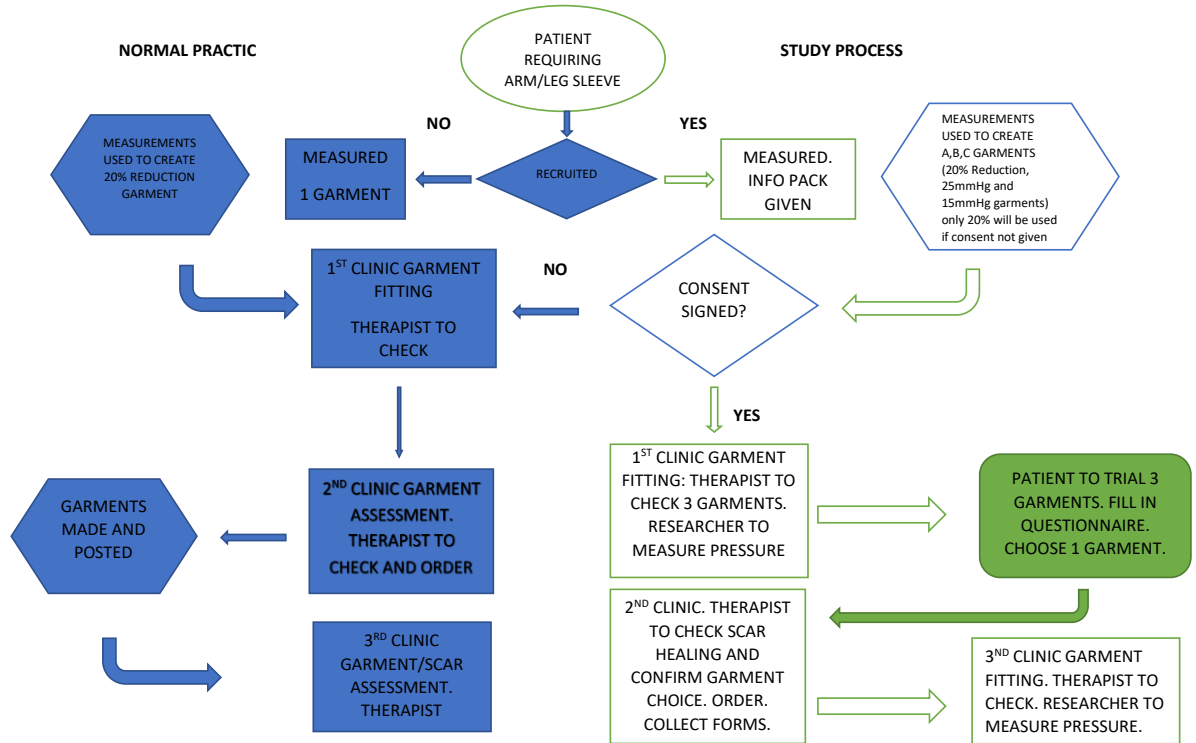 NORMAL PRACTIC
PATIENT
REQUIRING
ARM/LEG SLEEVE
STUDY PROCESS
NO
YES
MEASUREMENTS
USED TO CREATE
20% REDUCTION
GARMENT
MEASURED
1 GARMENT
RECRUITED
MEASURED.
INFO PACK
GIVEN
MEASUREMENTS
USED TO CREATE
A,B,C GARMENTS
(20% Reduction,
25mmHg and
15mmHg garments)
only 20% will be used
if consent not given
1ST CLINIC GARMENT
FITTING
THERAPIST TO
CHECK
NO
CONSENT
SIGNED?
YES
GARMENTS
MADE AND
POSTED
2ND CLINIC GARMENT
ASSESSMENT.
THERAPIST TO
CHECK AND ORDER
1ST CLINIC GARMENT
FITTING: THERAPIST TO
CHECK 3 GARMENTS.
RESEARCHER TO
MEASURE PRESSURE
PATIENT TO TRIAL 3
GARMENTS. FILL IN
QUESTIONNAIRE.
CHOOSE 1 GARMENT.
3RD CLINIC
GARMENT/SCAR
ASSESSMENT.
THERAPIST
2ND CLINIC. THERAPIST
TO CHECK SCAR
HEALING AND
CONFIRM GARMENT
CHOICE. ORDER.
COLLECT FORMS.
3ND CLINIC GARMENT
FITTING. THERAPIST TO
CHECK. RESEARCHER TO
MEASURE PRESSURE.